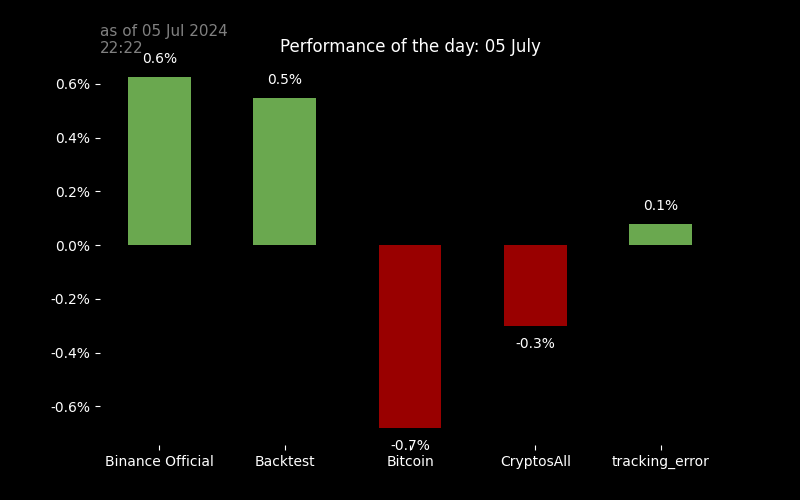 as of 05 Jul 2024
22:22
Performance of the day: 05 July
0.6%
0.5%
0.1%
-0.3%
-0.7%
0.6%
0.4%
0.2%
0.0%
-0.2%
-0.4%
-0.6%
Binance Official
Backtest
Bitcoin
CryptosAll
tracking_error